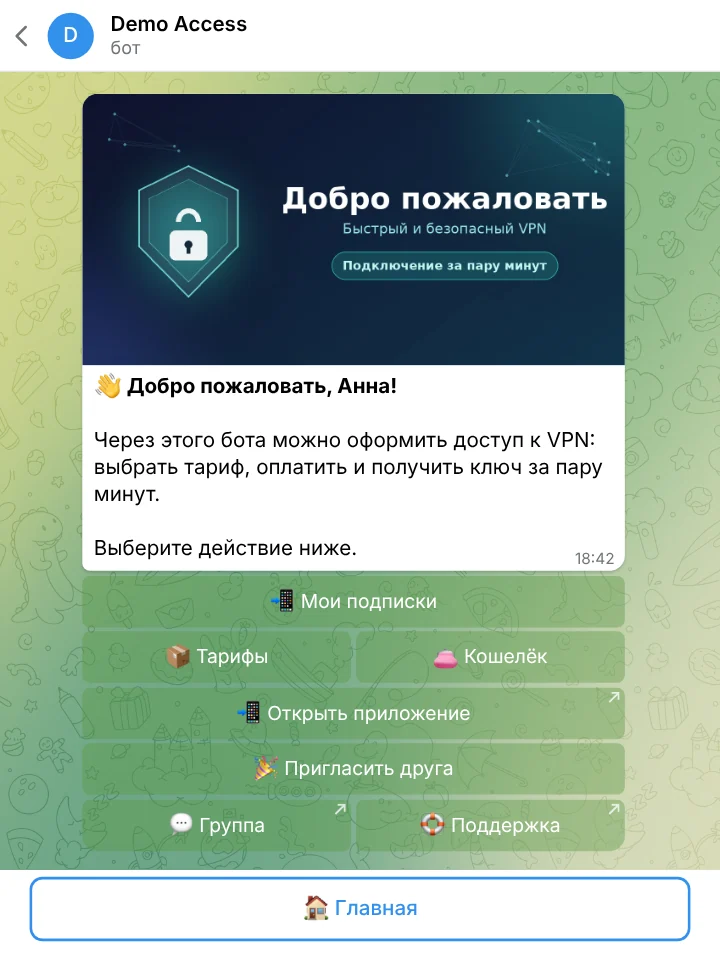 D
Demo Access
бот
Добро пожаловать
Быстрый и безопасный VPN
Подключение за пару минут
👋 Добро пожаловать, Анна!
Через этого бота можно оформить доступ к VPN:
выбрать тариф, оплатить и получить ключ за пару
минут.
Выберите действие ниже.
18:42
📲 Мои подписки
📦 Тарифы
👛 Кошелёк
📲 Открыть приложение
🎉 Пригласить друга
💬 Группа
🛟 Поддержка
🏠 Главная